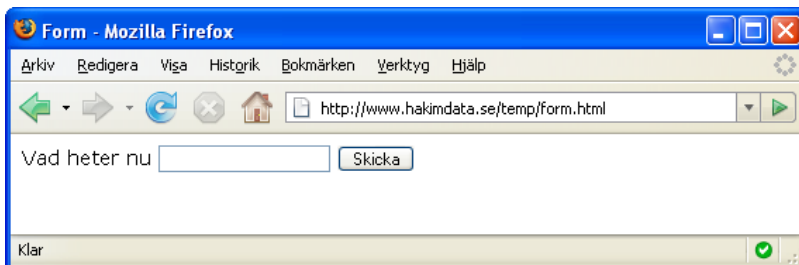 Form - Mozilla Firefox
Arkiv Redigera Visa Historik Bokmärken Verktyg Hjälp
http://www.hakimdata.se/temp/form.html
Vad heter nu Skicka
Klar